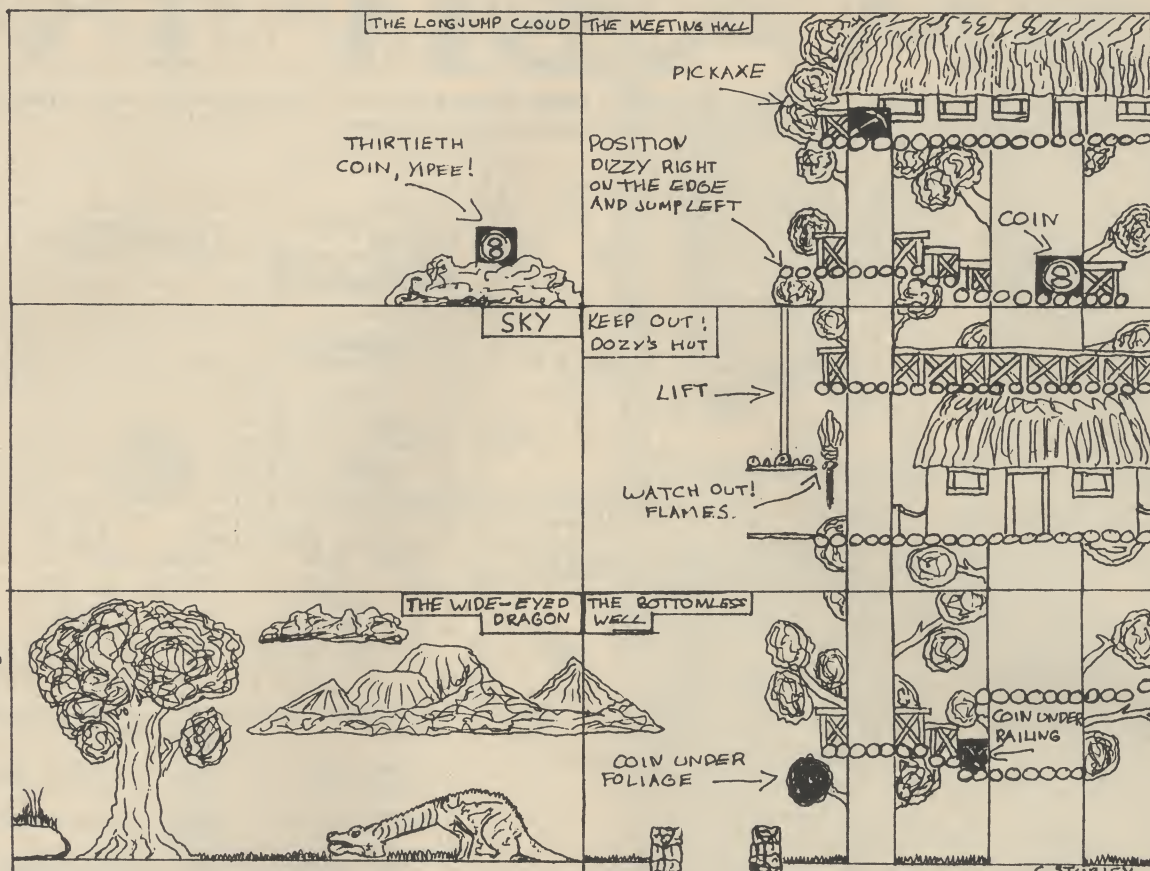 THE LONGJUMP CLOUD
THE MEETING HALL
PICKAXE
THIRTIETH
COIN, YIPEE!
POSITION
DIZZY RIGHT
ON THE EDGE
AND JUMP LEFT
COIN
8
8
SKY
KEEP OUT!
DOZY'S HUT
LIFT
WATCH OUT!
FLAMES.
THE WIDE-EYED
DRAGON
THE BOTTOMLESS
WELL
COIN UNDER
RAILING
COIN UNDER
FOLIAGE